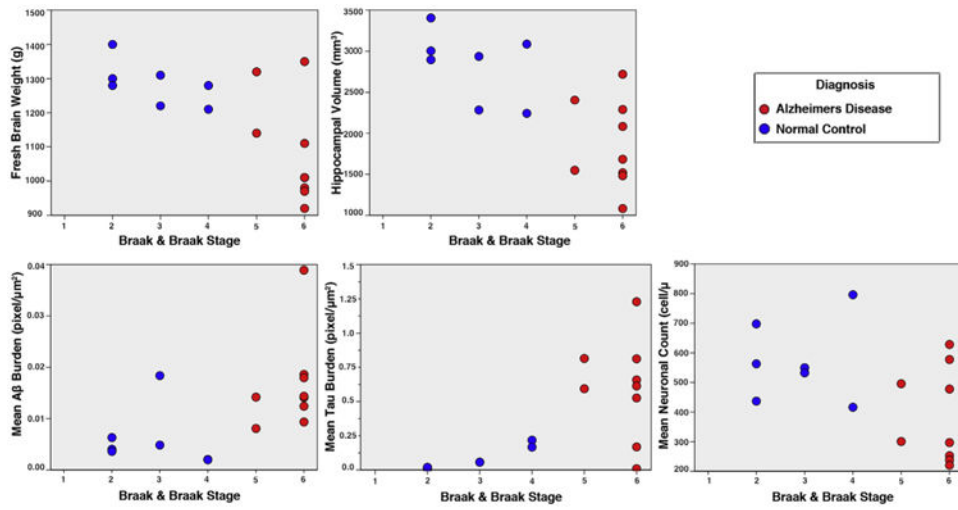 Fresh Brain Weight (g)
1500
1400
1300
1200
1100
1000
900
1 2 3 4 5 6
Braak & Braak Stage
Hippocampal Volume (mm³)
3500
3000
2500
2000
1500
1000
1 2 3 4 5 6
Braak & Braak Stage
Diagnosis
Alzheimers Disease
Normal Control
Mean Aβ Burden (pixel/µm²)
0.04
0.03
0.02
0.01
0.00
1 2 3 4 5 6
Braak & Braak Stage
Mean Tau Burden (pixel/µm²)
1.5
1.25
1.0
0.75
0.5
0.25
0.0
1 2 3 4 5 6
Braak & Braak Stage
Mean Neuronal Count (cell/µ
900
800
700
600
500
400
300
200
1 2 3 4 5 6
Braak & Braak Stage